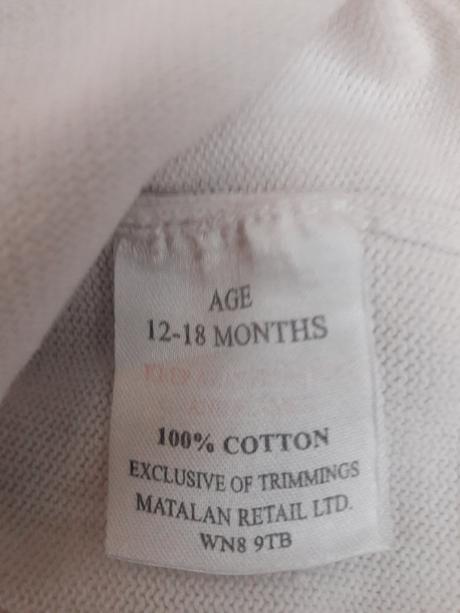 AGE
12-18 MONTHS
100% COTTON
EXCLUSIVE OF TRIMMINGS
MATALAN RETAIL LTD.
WN8 9TB